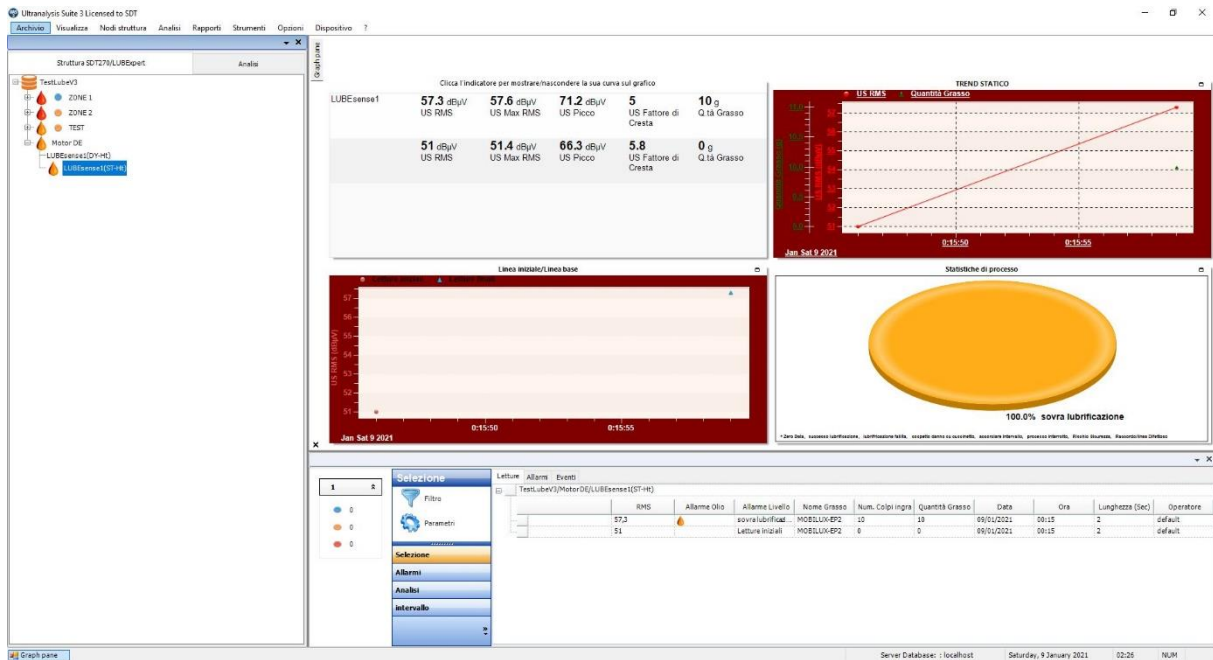 Ultranalysis Suite 3 Licensed to SDT
Archivio Visualizza Nodi struttura Analisi Rapporti Strumenti Opzioni Dispositivo ?
Struttura SDT270/LUBExpert Analisi
TestLubeV3
ZONE 1
ZONE 2
TEST
Motor DE
LUBEsense1(DY-Ht)
LUBEsense1(ST-Ht)
Graph pane
Clicca l'indicatore per mostrare/nascondere la sua curva sul grafico
LUBEsense1 57.3 dBµV 57.6 dBµV 71.2 dBµV 5 10 g
US RMS US Max RMS US Picco US Fattore di Cresta Q.tà Grasso
51 dBµV 51.4 dBµV 66.3 dBµV 5.8 0 g
US RMS US Max RMS US Picco US Fattore di Cresta Q.tà Grasso
TREND STATICO
US RMS Quantità Grasso
0:15:50 0:15:55
Jan Sat 9 2021
Linea iniziale/Linea base
57
56
55
54
53
52
51
US RMS (dBµV)
0:15:50 0:15:55
Jan Sat 9 2021
Statistiche di processo
100.0% sovra lubrificazione
1
0
0
0
Selezione
Filtro
Parametri
Selezione
Allarmi
Analisi
intervallo
Letture Allarmi Eventi
TestLubeV3/MotorDE/LUBEsense1(ST-Ht)
RMS Allarme Olio Allarme Livello Nome Grasso Num. Colpi ingra Quantità Grasso Data Ora Lunghezza (Sec) Operatore
57,3 sovralubrificad... MOBILUX-EP2 10 10 09/01/2021 00:15 2 default
51 Letture iniziali MOBILUX-EP2 0 0 09/01/2021 00:15 2 default
Graph pane Server Database: : localhost Saturday, 9 January 2021 02:26 NUM